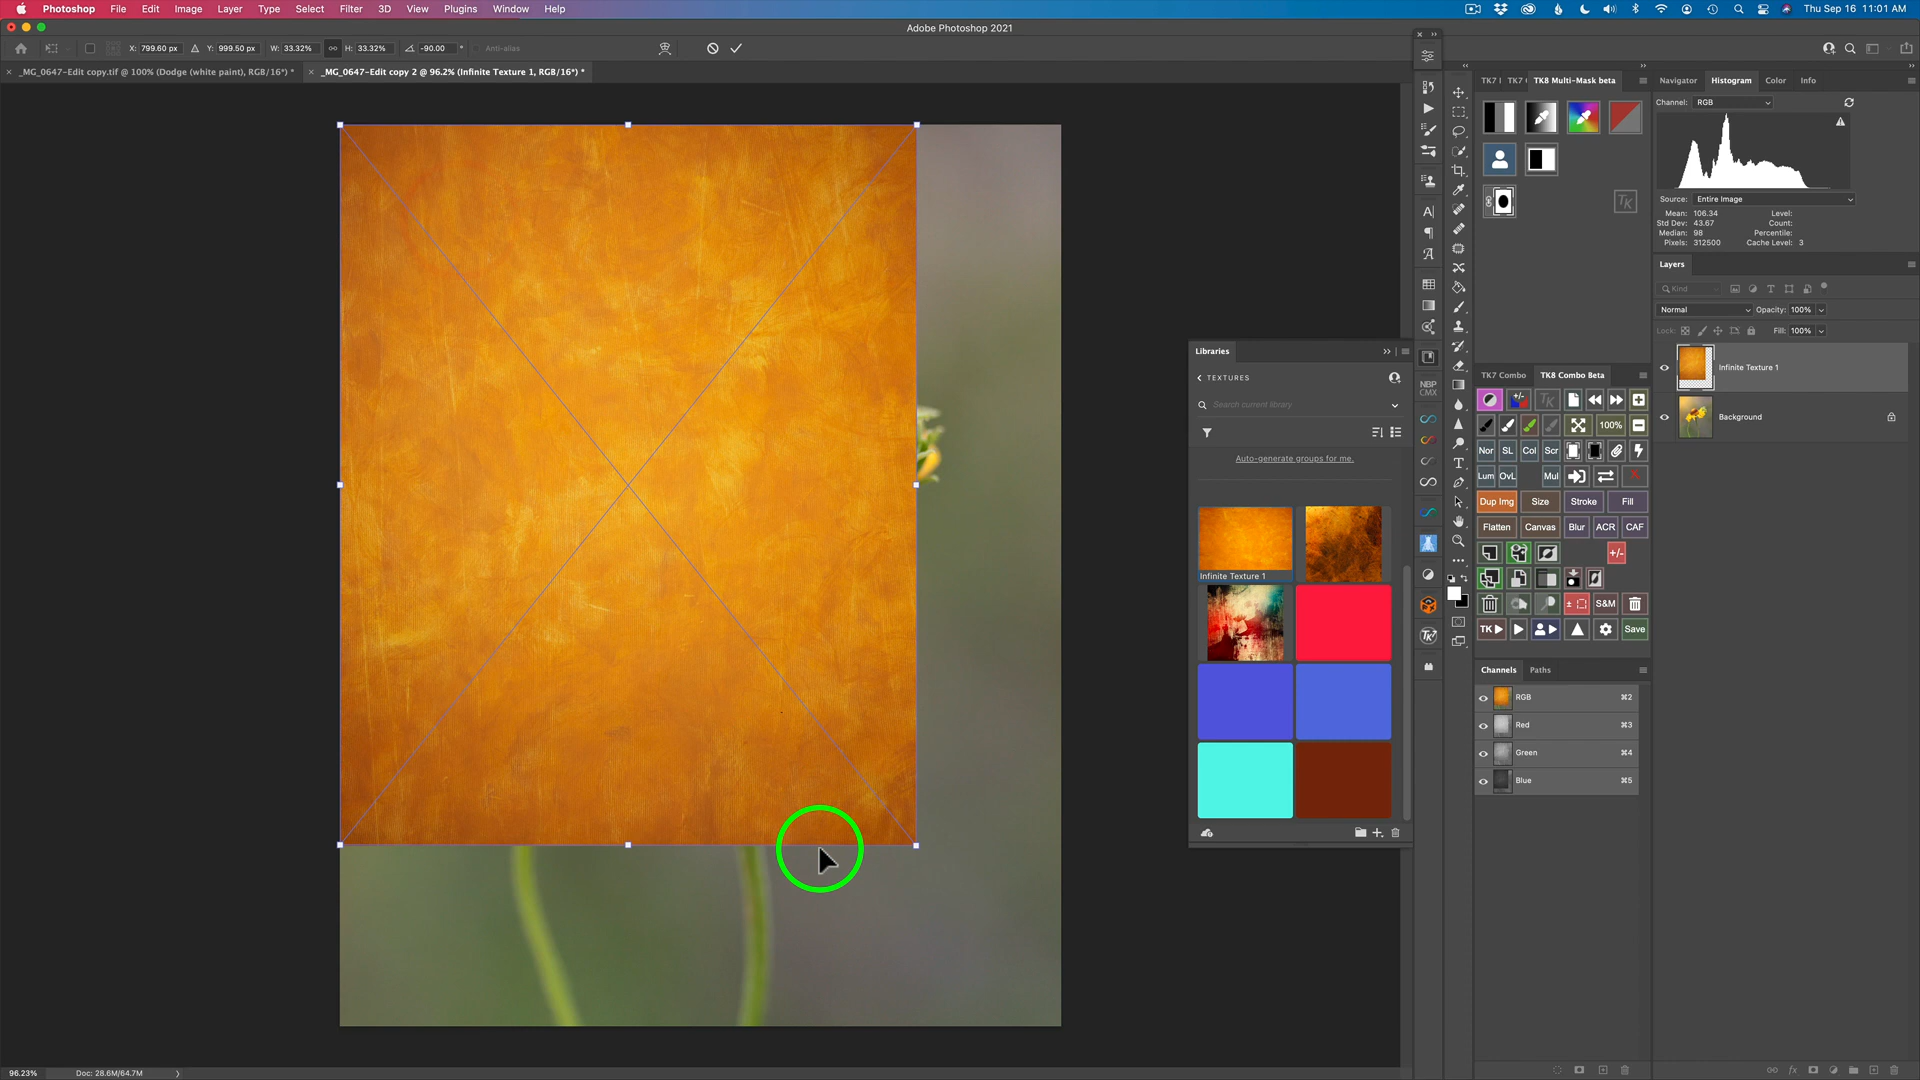 Photoshop File Edit Image Layer Type Select Filter 3D View Plugins Window Help Thu Sep 16 11:01 AM
Adobe Photoshop 2021
X: 799.60 px Y: 999.50 px W: 33.32% H: 33.32% -90.00 ° Anti-alias
_MG_0647-Edit copy.tif @ 100% (Dodge (white paint), RGB/16*) *
_MG_0647-Edit copy 2 @ 96.2% (Infinite Texture 1, RGB/16*) *
TK7 I TK7 TK8 Multi-Mask beta
TK
Navigator Histogram Color Info
Channel: RGB
Source: Entire Image
Mean: 106.34 Level:
Std Dev: 43.67 Count:
Median: 98 Percentile:
Pixels: 312500 Cache Level: 3
Layers
Kind
Normal Opacity: 100%
Lock: Fill: 100%
Infinite Texture 1
Background
Libraries
TEXTURES
Search current library
Auto-generate groups for me.
Infinite Texture 1
NBP
CMX
TK7 Combo TK8 Combo Beta
TK
100%
Nor SL Col Scr
Lum OvL Mul
Dup Img Size Stroke Fill
Flatten Canvas Blur ACR CAF
+/-
S&M
TK Save
Channels Paths
RGB ⌘2
Red ⌘3
Green ⌘4
Blue ⌘5
96.23% Doc: 28.6M/64.7M